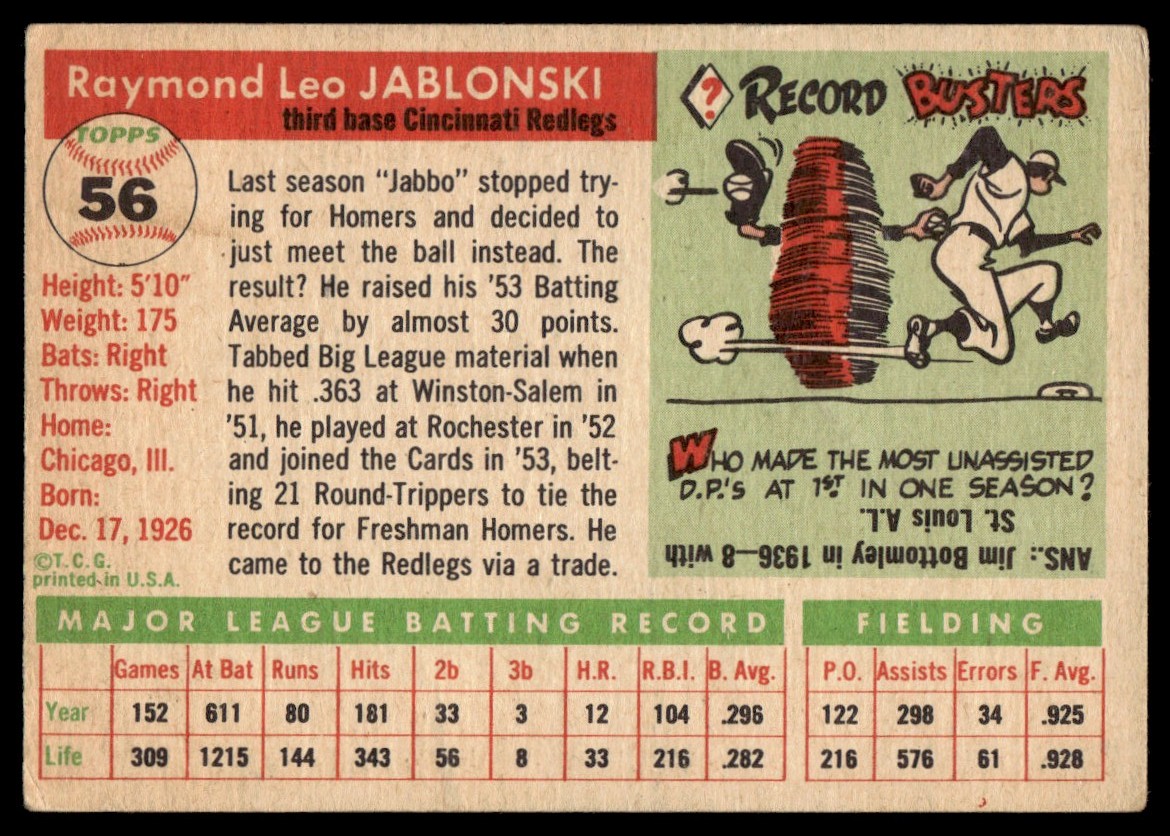 Raymond Leo JABLONSKI
third base Cincinnati Redlegs
TOPPS
56
Height: 5'10"
Weight: 175
Bats: Right
Throws: Right
Home:
Chicago, Ill.
Born:
Dec. 17, 1926
©T.C.G.
printed in U.S.A.
Last season "Jabbo" stopped try-
ing for Homers and decided to
just meet the ball instead. The
result? He raised his '53 Batting
Average by almost 30 points.
Tabbed Big League material when
he hit .363 at Winston-Salem in
'51, he played at Rochester in '52
and joined the Cards in '53, belt-
ing 21 Round-Trippers to tie the
record for Freshman Homers. He
came to the Redlegs via a trade.
? RECORD BUSTERS
WHO MADE THE MOST UNASSISTED
D.P.'S AT 1ST IN ONE SEASON?
ANS.: Jim Bottomley in 1936—8 with
St. Louis A.L.
MAJOR LEAGUE BATTING RECORD
Games At Bat Runs Hits 2b 3b H.R. R.B.I. B. Avg.
Year 152 611 80 181 33 3 12 104 .296
Life 309 1215 144 343 56 8 33 216 .282
FIELDING
P.O. Assists Errors F. Avg.
122 298 34 .925
216 576 61 .928